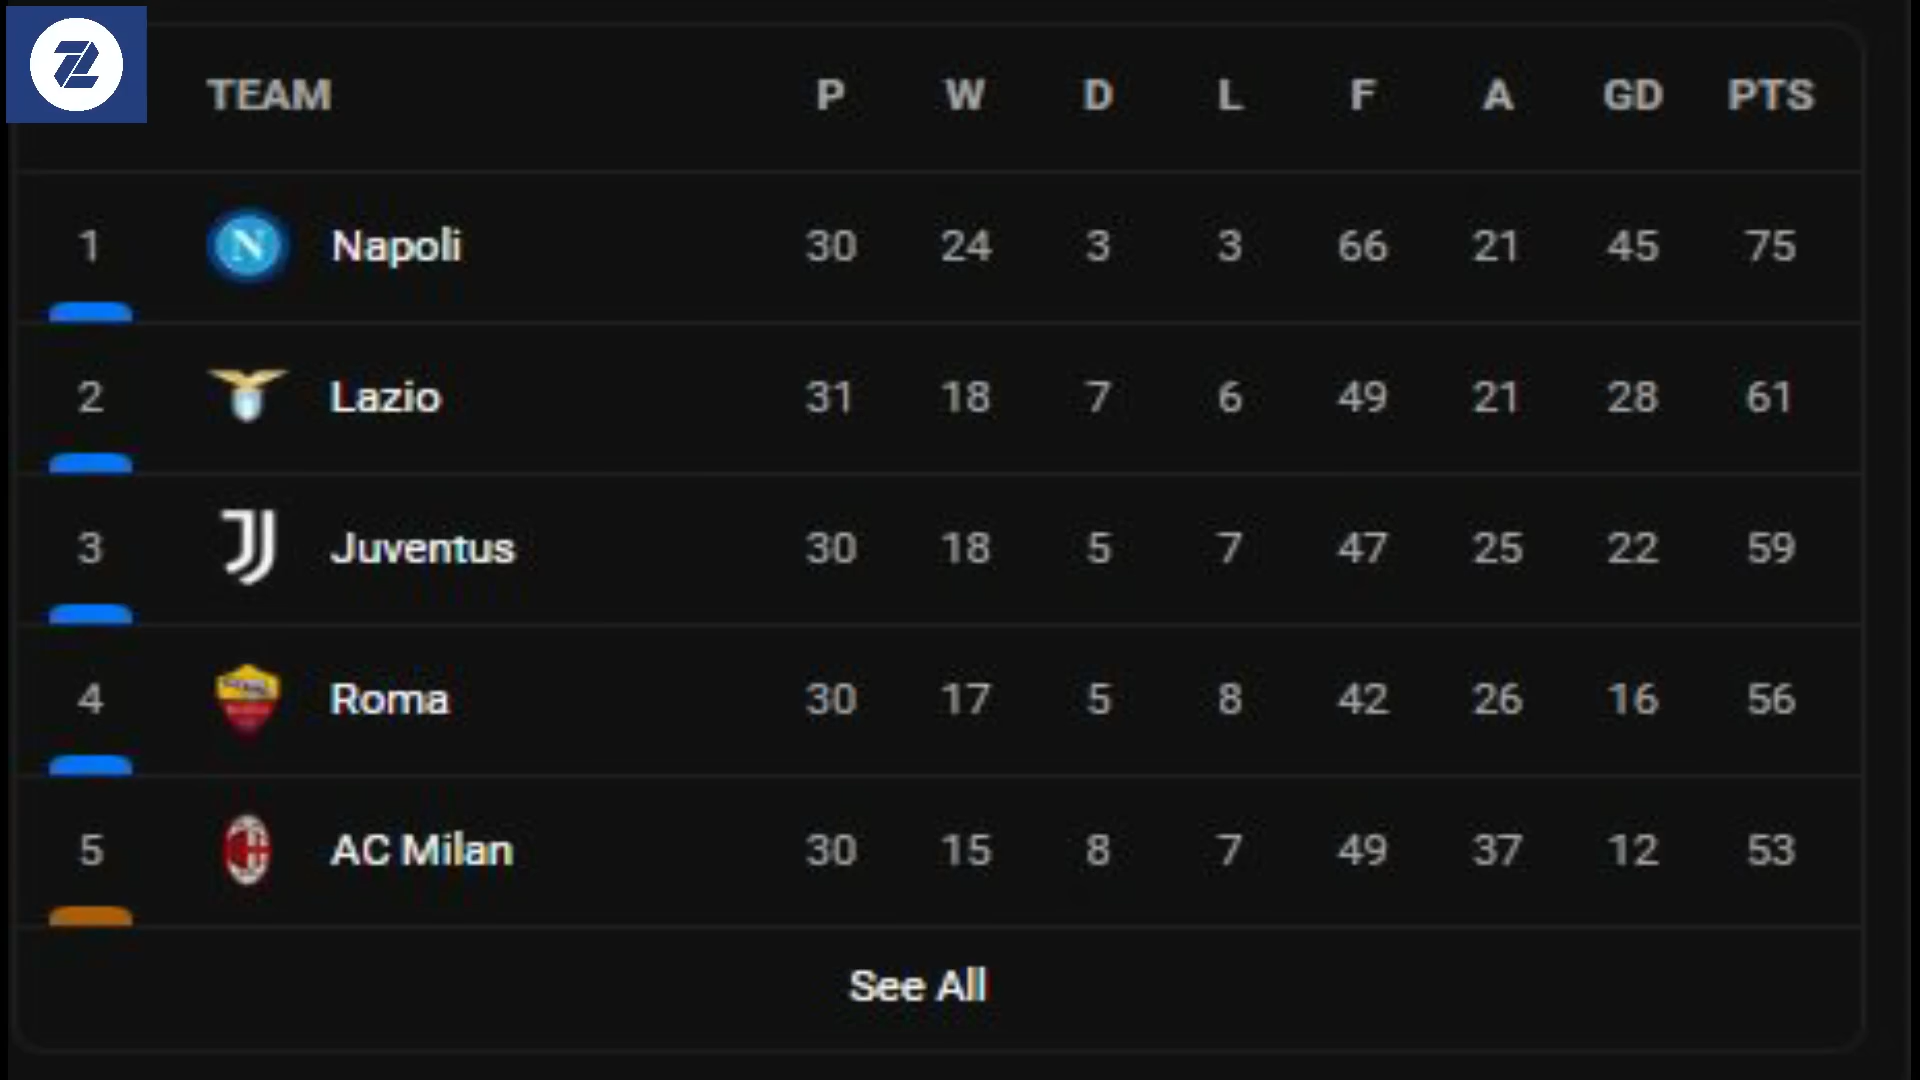 TEAM P W D L F A GD PTS
1 Napoli 30 24 3 3 66 21 45 75
2 Lazio 31 18 7 6 49 21 28 61
3 Juventus 30 18 5 7 47 25 22 59
4 Roma 30 17 5 8 42 26 16 56
5 AC Milan 30 15 8 7 49 37 12 53
See All